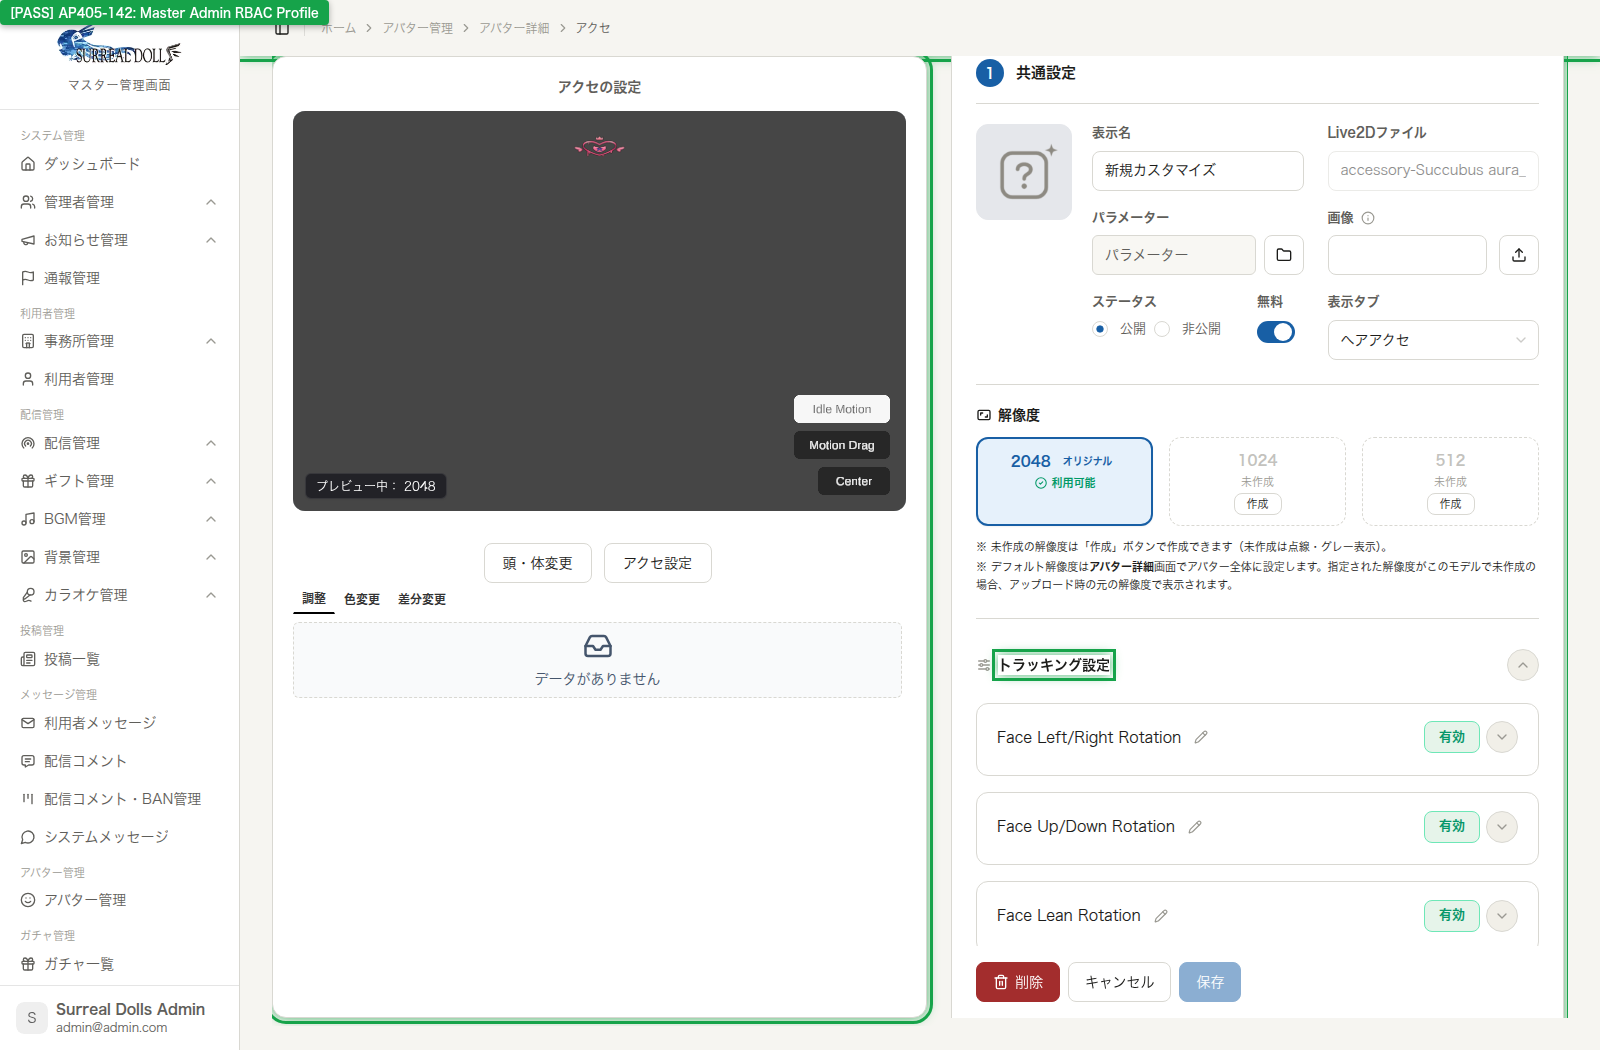 [PASS] AP405-142: Master Admin RBAC Profile
SURREAL DOLLS
マスター管理画面
システム管理
ダッシュボード
管理者管理
お知らせ管理
通報管理
利用者管理
事務所管理
利用者管理
配信管理
配信管理
ギフト管理
BGM管理
背景管理
カラオケ管理
投稿管理
投稿一覧
メッセージ管理
利用者メッセージ
配信コメント
配信コメント・BAN管理
システムメッセージ
アバター管理
アバター管理
ガチャ管理
ガチャ一覧
S
Surreal Dolls Admin
admin@admin.com
ホーム > アバター管理 > アバター詳細 > アクセ
アクセの設定
Idle Motion
Motion Drag
Center
プレビュー中： 2048
頭・体変更 アクセ設定
調整 色変更 差分変更
データがありません
1 共通設定
表示名 Live2Dファイル
新規カスタマイズ accessory-Succubus aura_
パラメーター 画像
パラメーター
ステータス 無料 表示タブ
公開 非公開 ヘアアクセ
解像度
2048 オリジナル
利用可能
1024
未作成
作成
512
未作成
作成
※ 未作成の解像度は「作成」ボタンで作成できます（未作成は点線・グレー表示）。
※ デフォルト解像度はアバター詳細画面でアバター全体に設定します。指定された解像度がこのモデルで未作成の
場合、アップロード時の元の解像度で表示されます。
トラッキング設定
Face Left/Right Rotation 有効
Face Up/Down Rotation 有効
Face Lean Rotation 有効
削除 キャンセル 保存